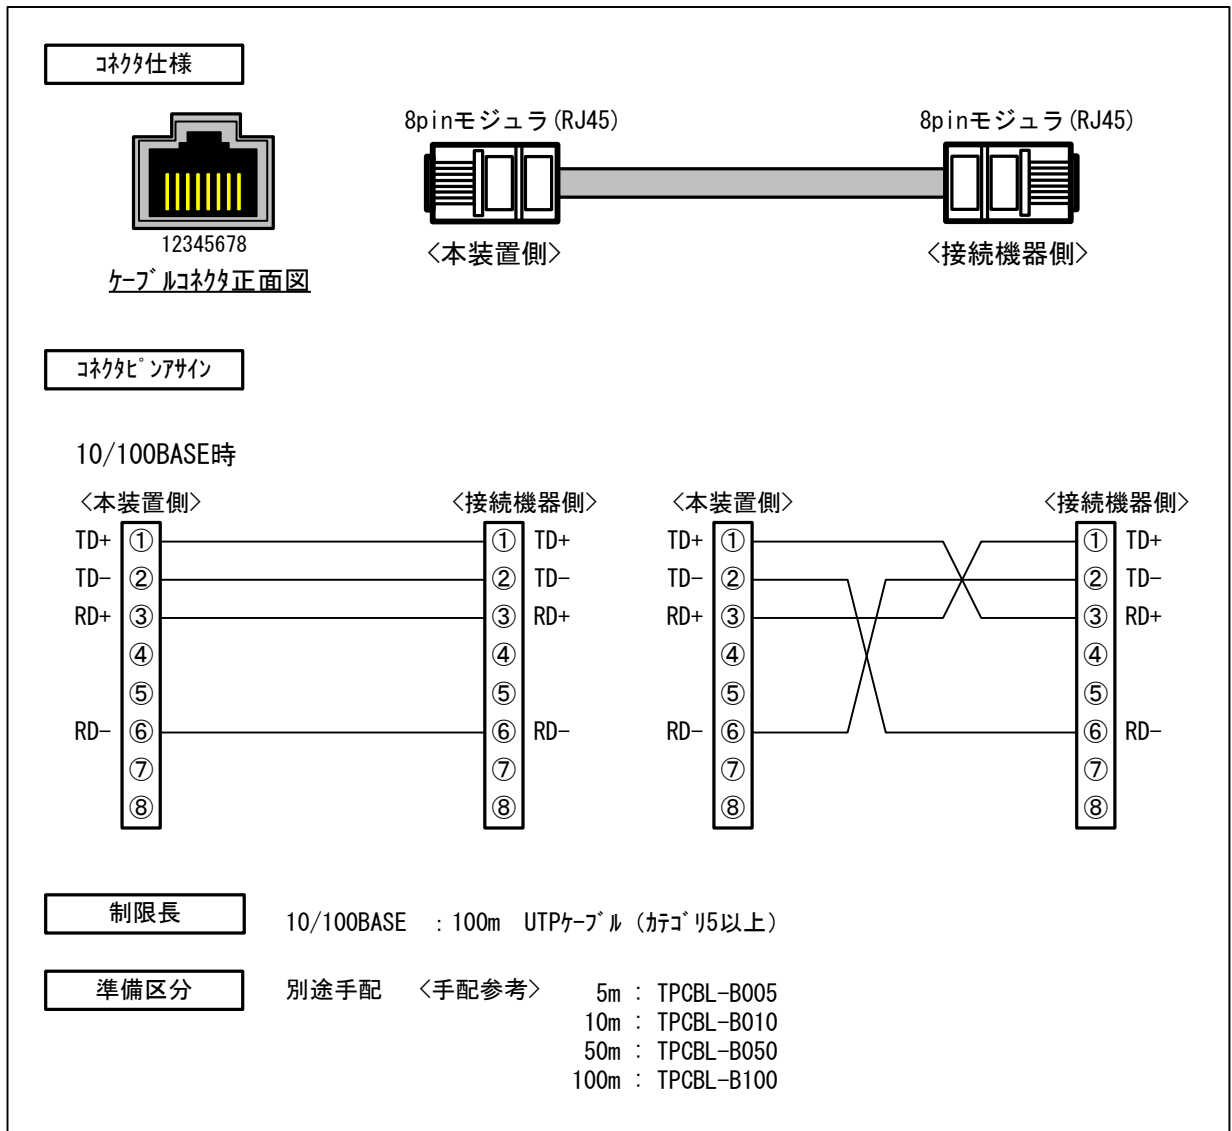 ｺﾈｸﾀ仕様
8pinモジュラ(RJ45)
8pinモジュラ(RJ45)
12345678
ｹｰﾌﾞﾙｺﾈｸﾀ正面図
<本装置側>
<接続機器側>
ｺﾈｸﾀﾋﾟﾝｱｻｲﾝ
10/100BASE時
<本装置側> <接続機器側> <本装置側> <接続機器側>
TD+ ① ① TD+ TD+ ① ① TD+
TD- ② ② TD- TD- ② ② TD-
RD+ ③ ③ RD+ RD+ ③ ③ RD+
④ ④ ④ ④
⑤ ⑤ ⑤ ⑤
RD- ⑥ ⑥ RD- RD- ⑥ ⑥ RD-
⑦ ⑦ ⑦ ⑦
⑧ ⑧ ⑧ ⑧
制限長
10/100BASE : 100m UTPｹｰﾌﾞﾙ (ｶﾃｺﾞﾘ5以上)
準備区分
別途手配 <手配参考> 5m : TPCBL-B005
10m : TPCBL-B010
50m : TPCBL-B050
100m : TPCBL-B100